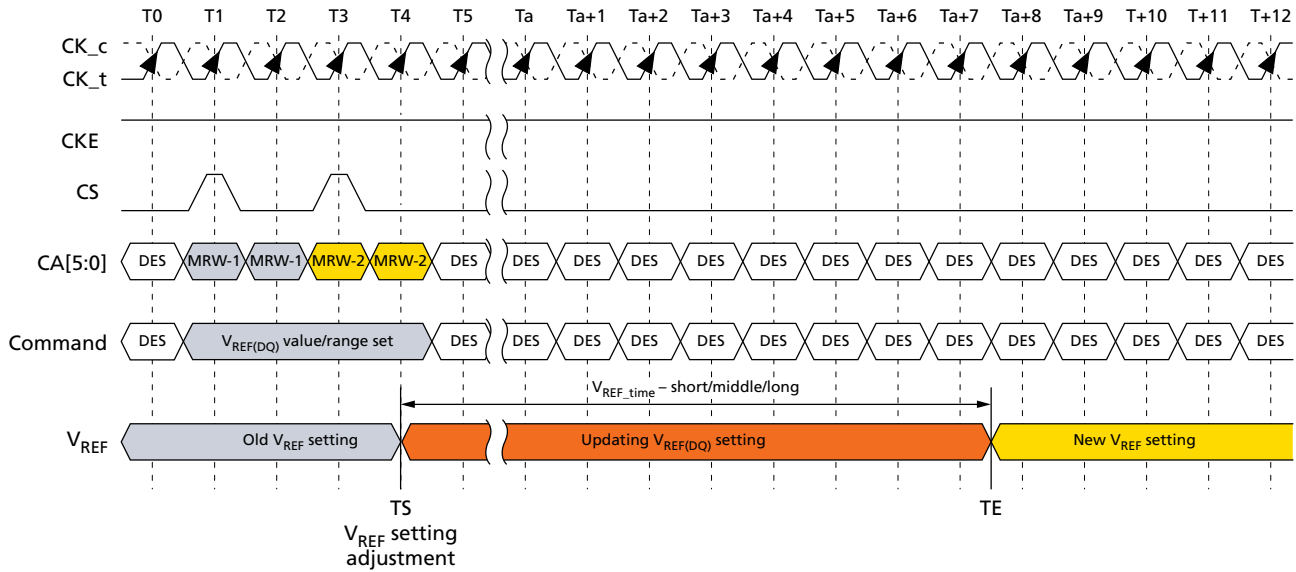 T0 T1 T2 T3 T4 T5 Ta Ta+1 Ta+2 Ta+3 Ta+4 Ta+5 Ta+6 Ta+7 Ta+8 Ta+9 T+10 T+11 T+12
CK_c
CK_t
CKE
CS
CA[5:0] DES MRW-1 MRW-1 MRW-2 MRW-2 DES DES DES DES DES DES DES DES DES DES DES DES DES DES
Command DES VREF(DQ) value/range set DES DES DES DES DES DES DES DES DES DES DES DES DES DES
VREF_time – short/middle/long
VREF Old VREF setting Updating VREF(DQ) setting New VREF setting
TS TE
VREF setting
adjustment